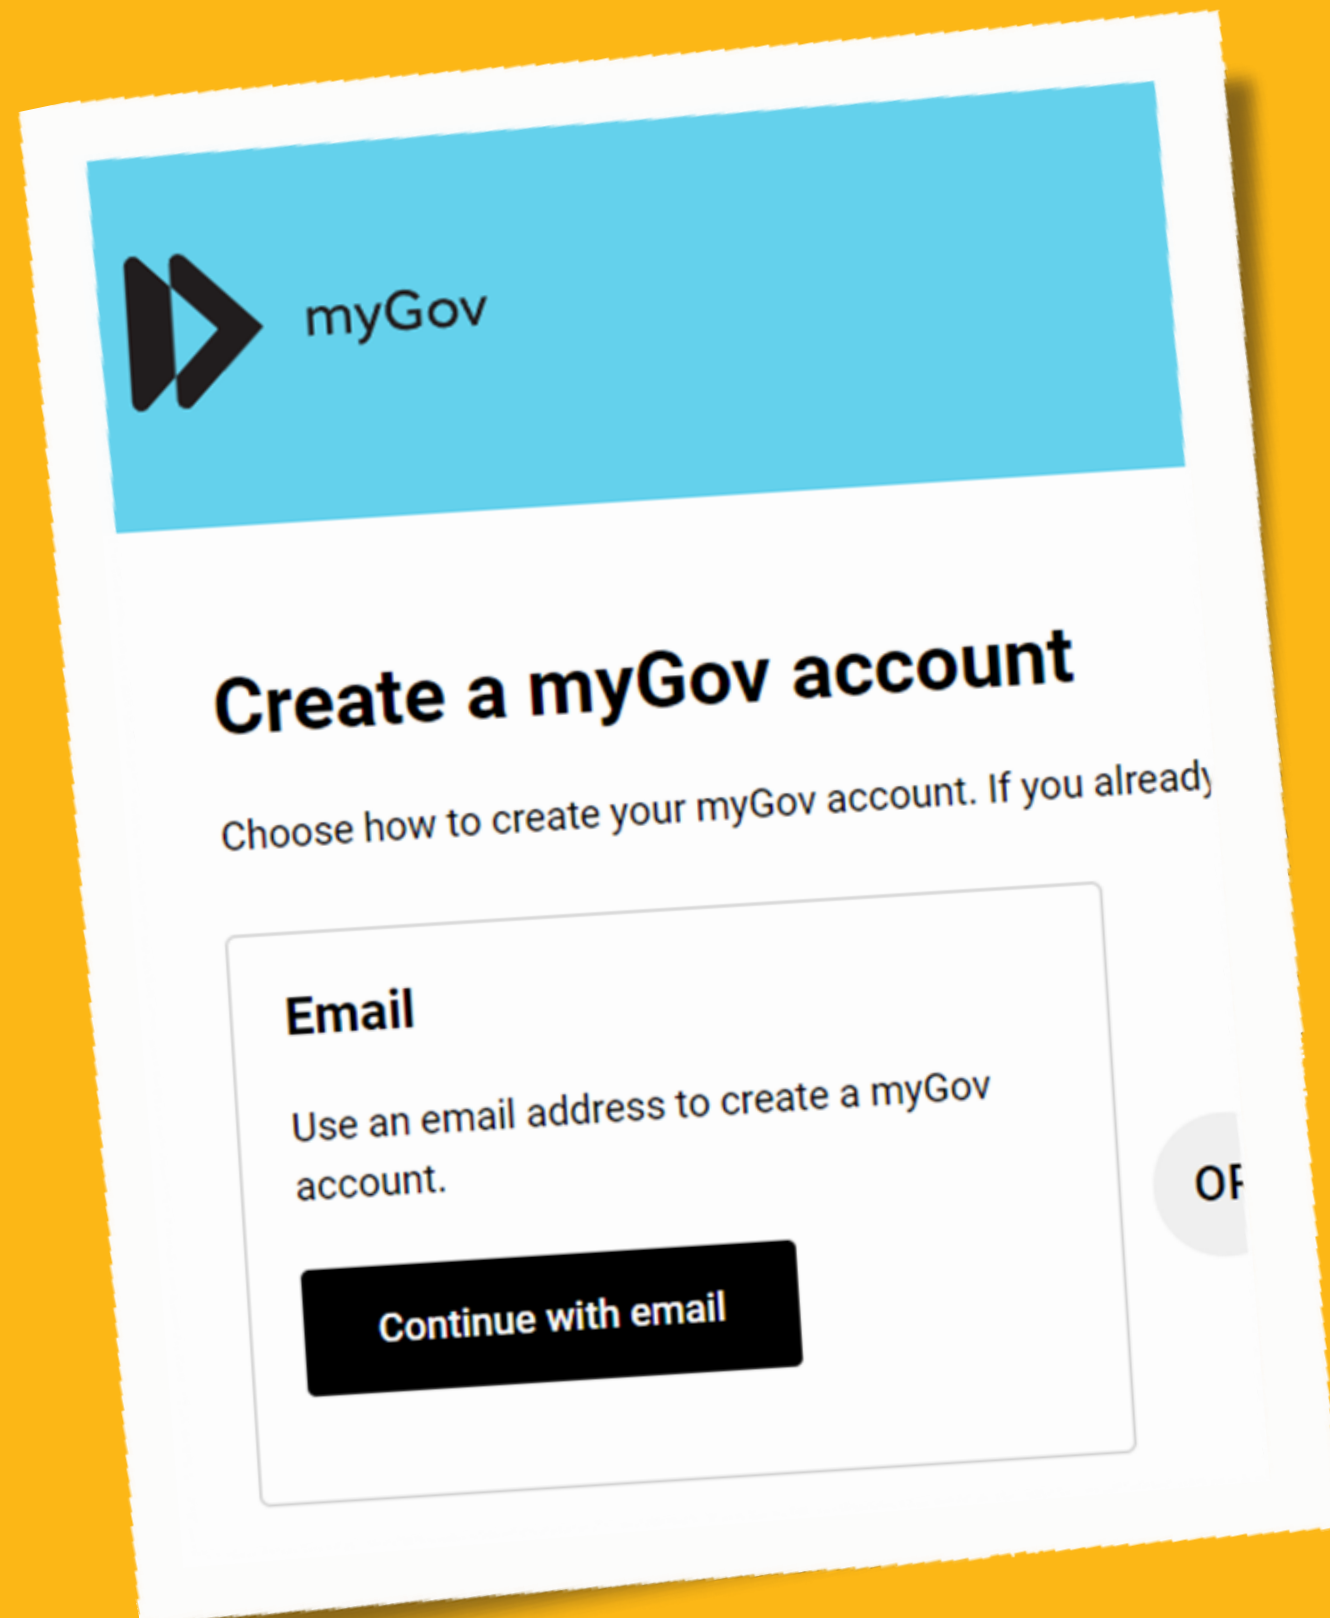 myGov
Create a myGov account
Choose how to create your myGov account. If you already
Email
Use an email address to create a myGov
account.
Continue with email